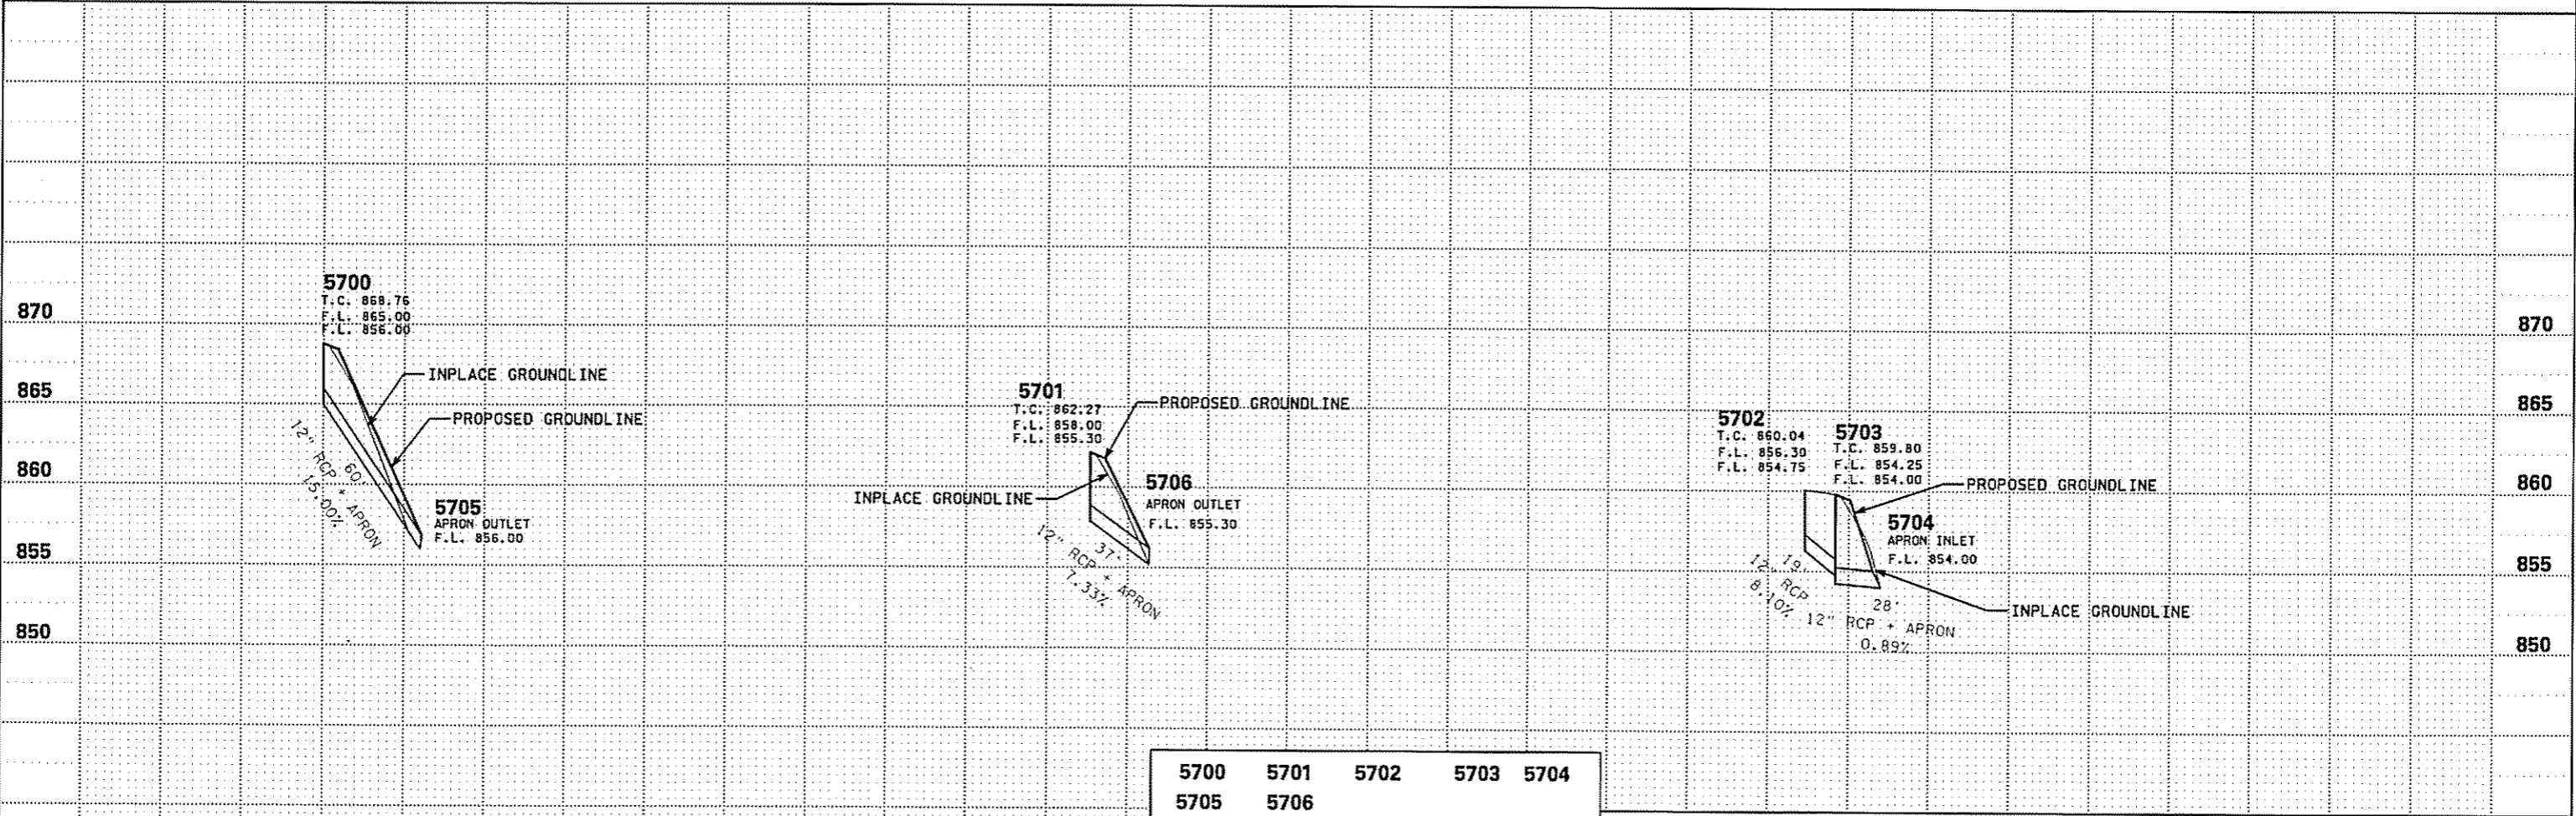 5700
T.C. 868.76
F.L. 865.00
F.L. 856.00
870
870
INPLACE GROUNDLINE
865
865
PROPOSED GROUNDLINE
860
860
60'
12" RCP + APRON
15.00%
5705
APRON OUTLET
F.L. 856.00
855
855
850
850
5701
T.C. 862.27
F.L. 858.00
F.L. 855.30
PROPOSED GROUNDLINE
INPLACE GROUNDLINE
5706
APRON OUTLET
F.L. 855.30
37'
12" RCP + APRON
7.33%
5702
T.C. 860.04
F.L. 856.30
F.L. 854.75
5703
T.C. 859.80
F.L. 854.25
F.L. 854.00
PROPOSED GROUNDLINE
5704
APRON INLET
F.L. 854.00
INPLACE GROUNDLINE
19'
12" RCP
8.10%
28'
12" RCP + APRON
0.89%
5700 5701 5702 5703 5704
5705 5706